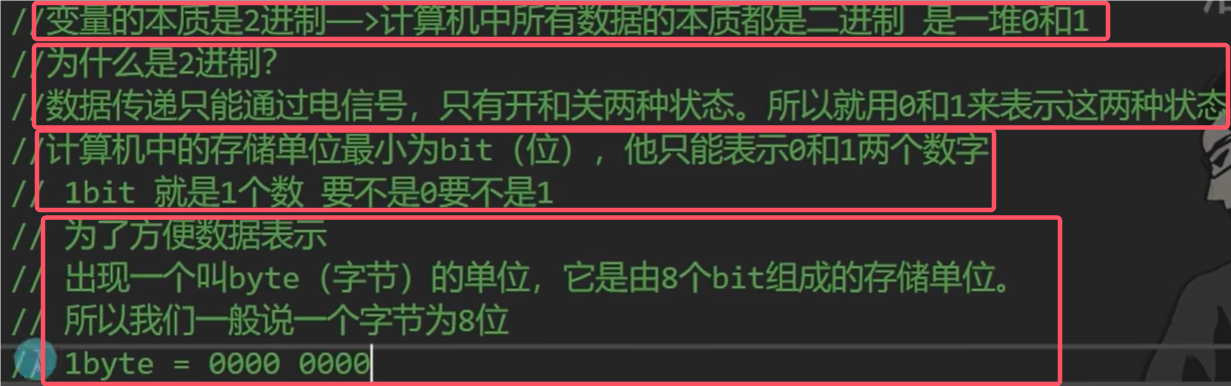 //变量的本质是2进制——>计算机中所有数据的本质都是二进制 是一堆0和1
//为什么是2进制?
//数据传递只能通过电信号，只有开和关两种状态。所以就用0和1来表示这两种状态
//计算机中的存储单位最小为bit（位），他只能表示0和1两个数字
// 1bit 就是1个数 要不是0要不是1
// 为了方便数据表示
// 出现一个叫byte（字节）的单位，它是由8个bit组成的存储单位。
// 所以我们一般说一个字节为8位
// 1byte = 0000 0000